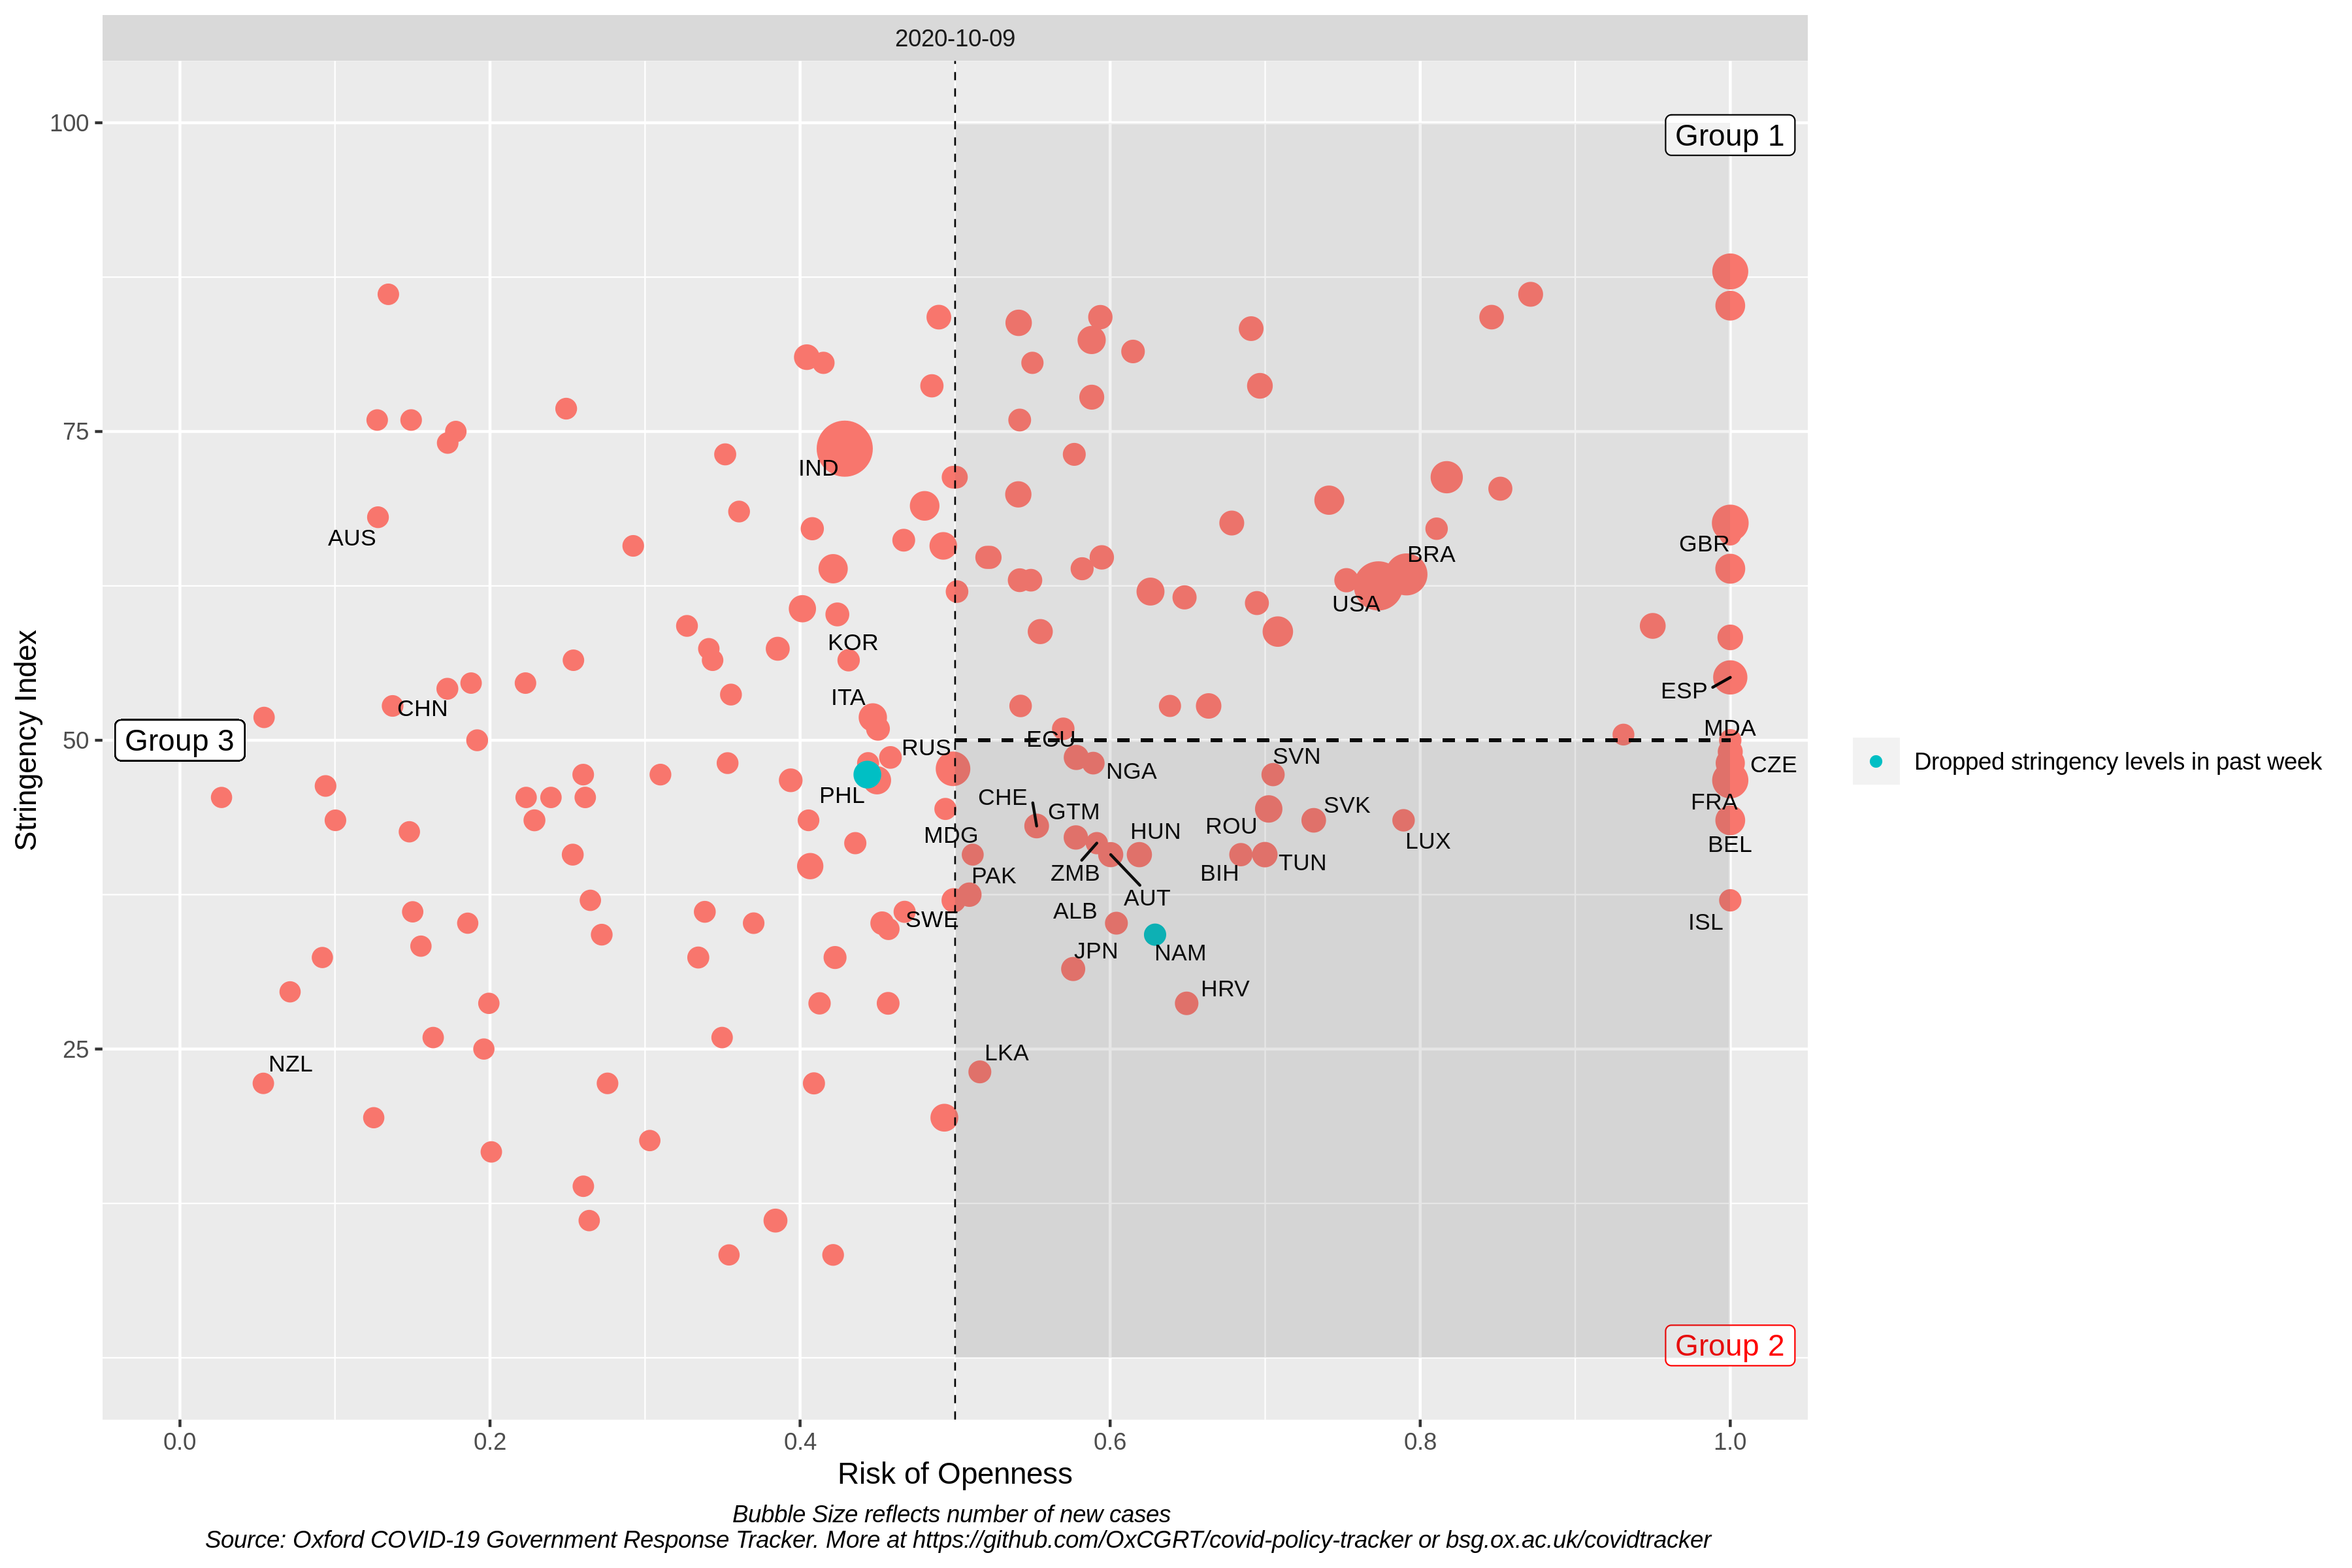 2020-10-09
100
Group 1
75
IND
AUS
GBR
BRA
USA
KOR
ESP
ITA
CHN
MDA
Group 3
50
ECU
RUS
SVN
CZE
NGA
Dropped stringency levels in past week
PHL
CHE
FRA
SVK
GTM
ROU
HUN
MDG
LUX
BEL
TUN
ZMB
BIH
PAK
AUT
ALB
SWE
ISL
JPN
NAM
HRV
LKA
25
NZL
Group 2
Stringency Index
0.0
0.2
0.4
0.6
0.8
1.0
Risk of Openness
Bubble Size reflects number of new cases
Source: Oxford COVID-19 Government Response Tracker. More at https://github.com/OxCGRT/covid-policy-tracker or bsg.ox.ac.uk/covidtracker